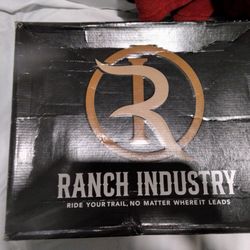 R
RANCH INDUSTRY
RIDE YOUR TRAIL, NO MATTER WHERE IT LEADS